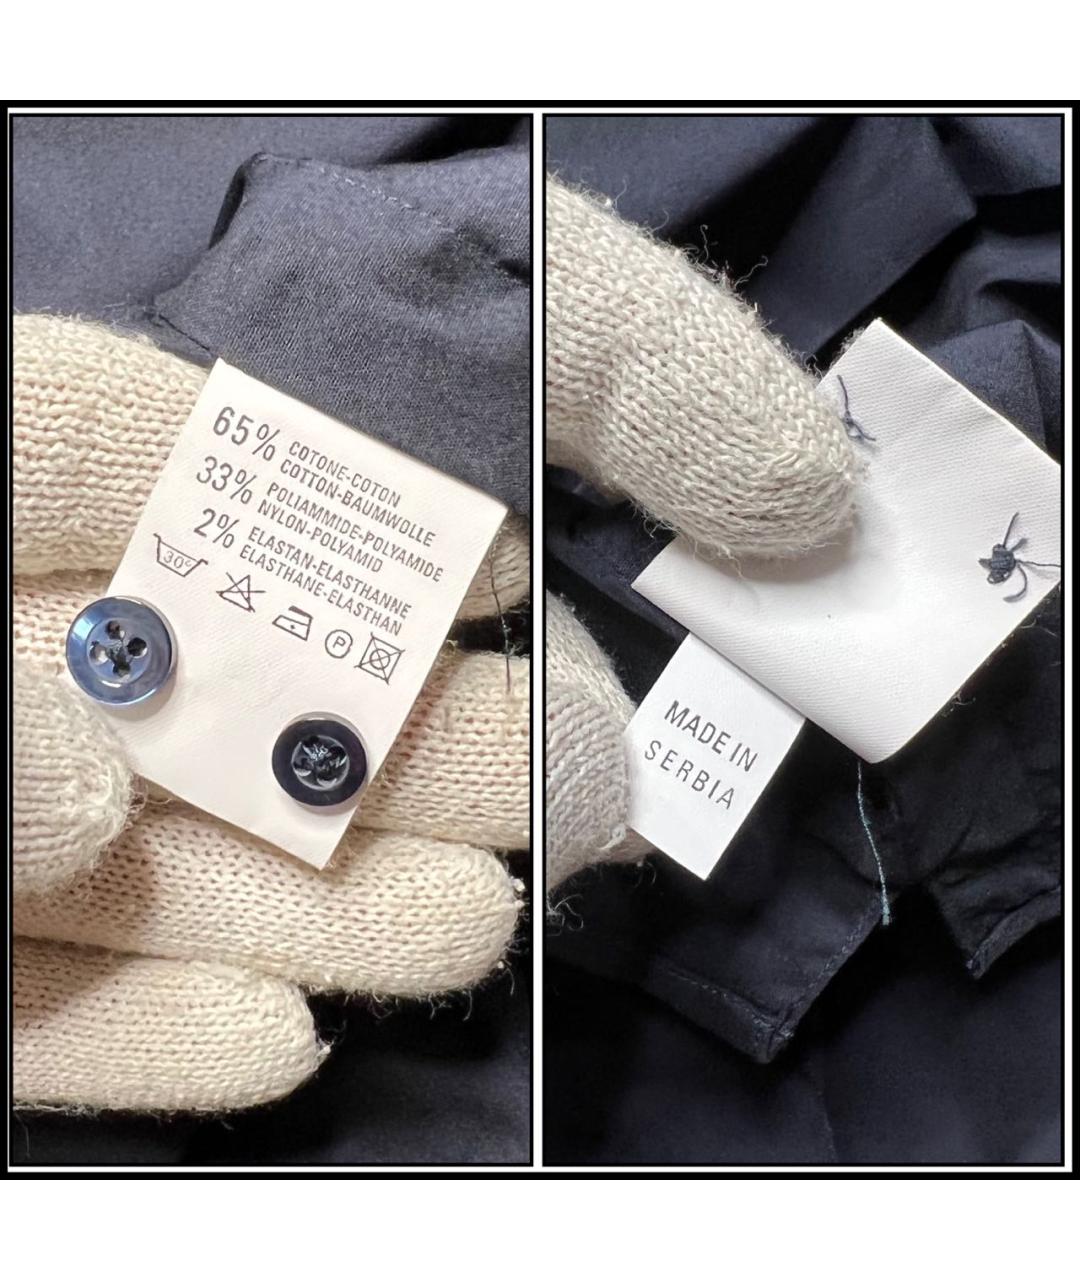 65% COTONE-COTON
COTTON-BAUMWOLLE
33% POLIAMMIDE-POLYAMIDE
NYLON-POLYAMID
2% ELASTAN-ELASTHANNE
ELASTHANE-ELASTHAN
30°
P
MADE IN
SERBIA